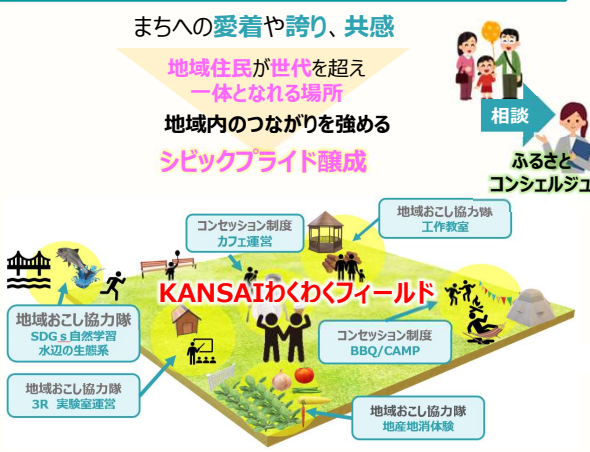 まちへの愛着や誇り、共感
地域住民が世代を超え
一体となれる場所
地域内のつながりを強める
シビックプライド醸成
相談
ふるさと
コンシェルジュ
コンセッション制度
カフェ運営
地域おこし協力隊
工作教室
KANSAIわくわくフィールド
地域おこし協力隊
SDGs自然学習
水辺の生態系
コンセッション制度
BBQ/CAMP
地域おこし協力隊
3R 実験室運営
地域おこし協力隊
地産地消体験